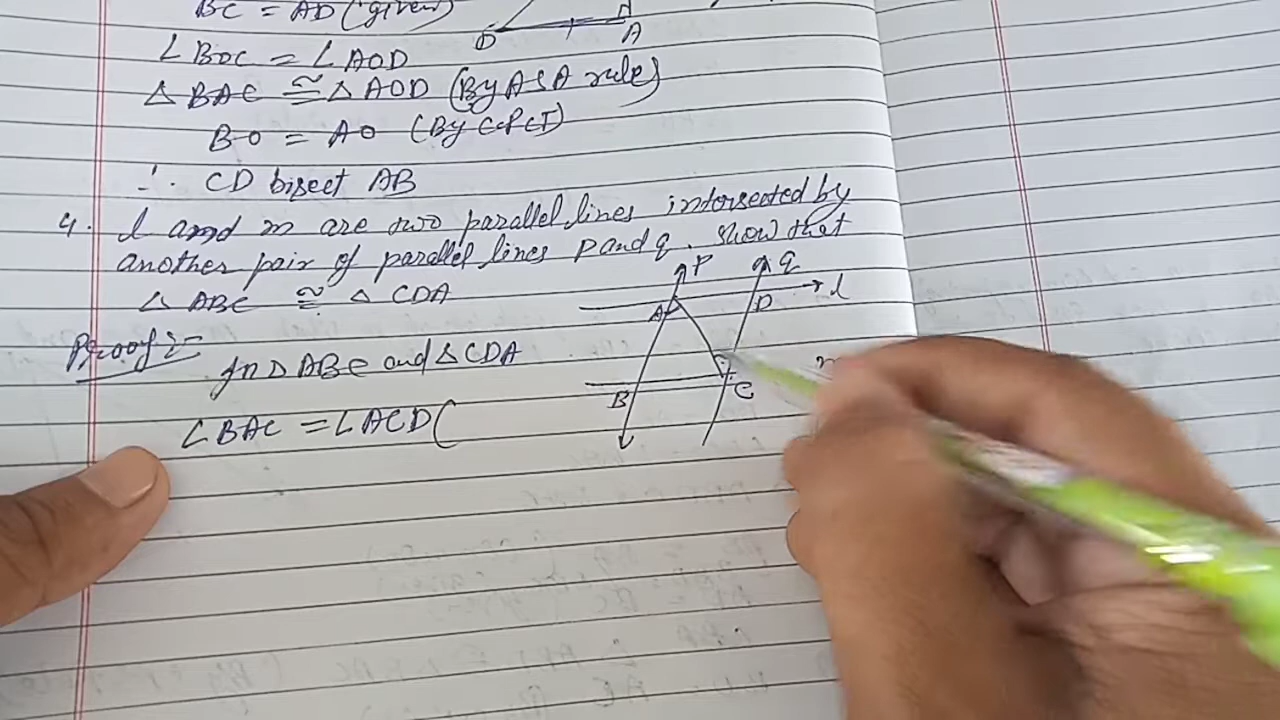 BC = AD (given)
O A
∠BOC = ∠AOD
△BAC ≅ △AOD (By ASA rule)
BO = AO (By CPCT)
∴ CD bisect AB
4. l and m are two parallel lines intersected by
another pair of parallel lines p and q. show that
△ABC ≅ △CDA
P q
l
A D
B C
m
Proof:-
In △ABC and △CDA
∠BAC = ∠ACD (